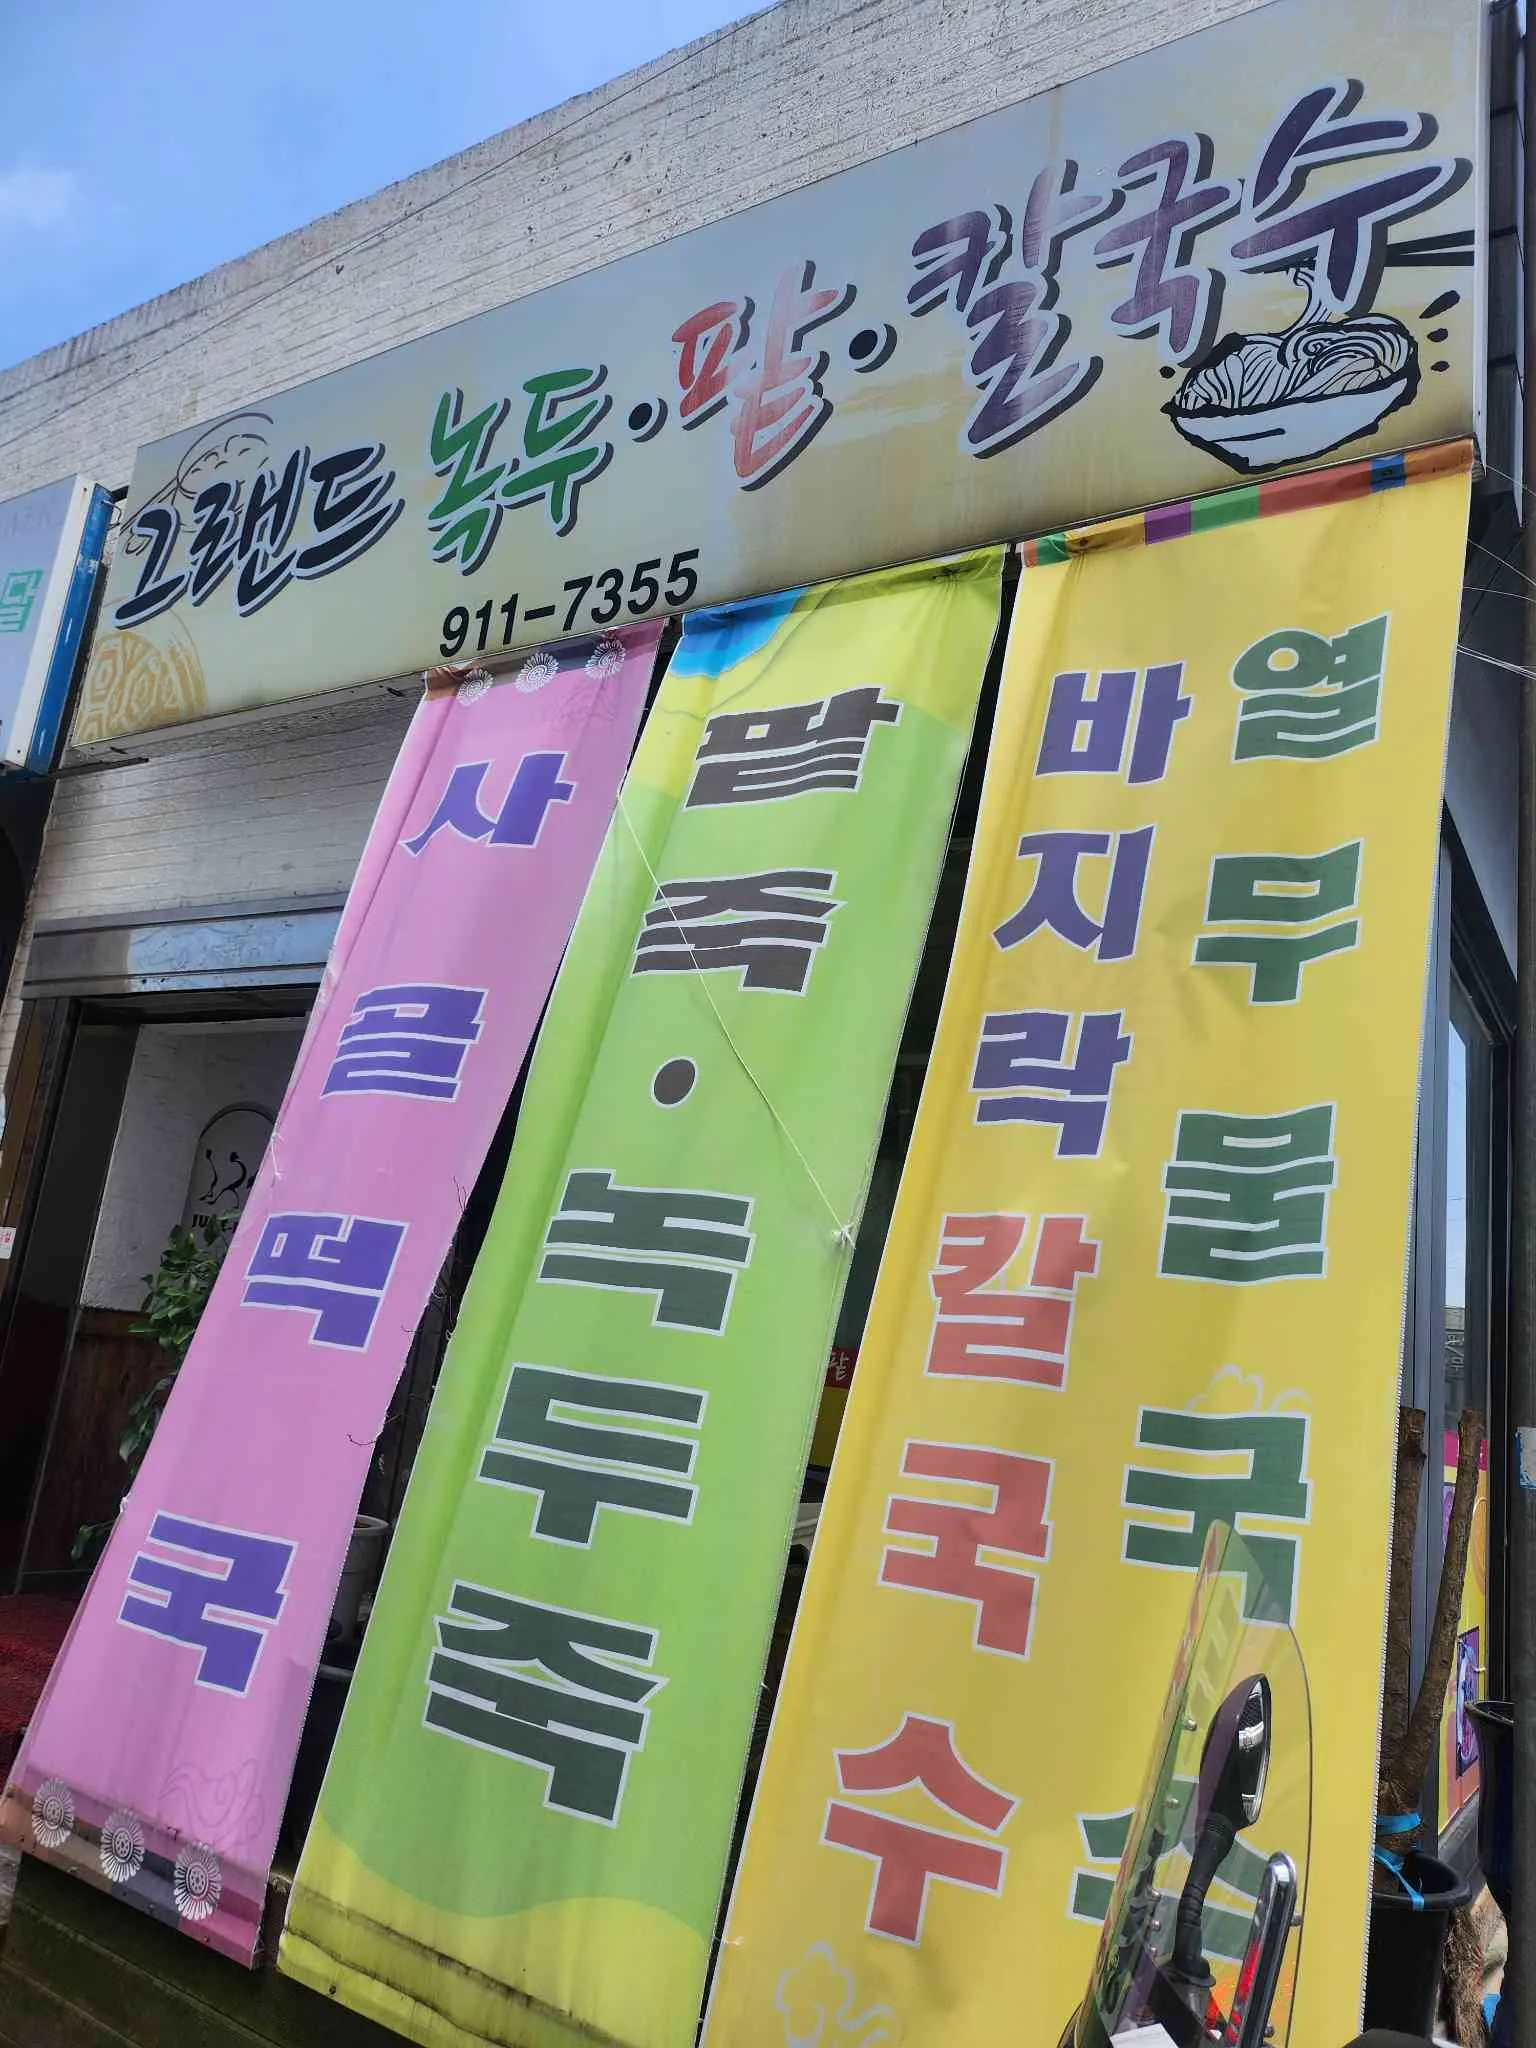 그랜드 녹두·팥·칼국수
911-7355
사골떡국
팥죽·녹두죽
바지락칼국수
열무물국수